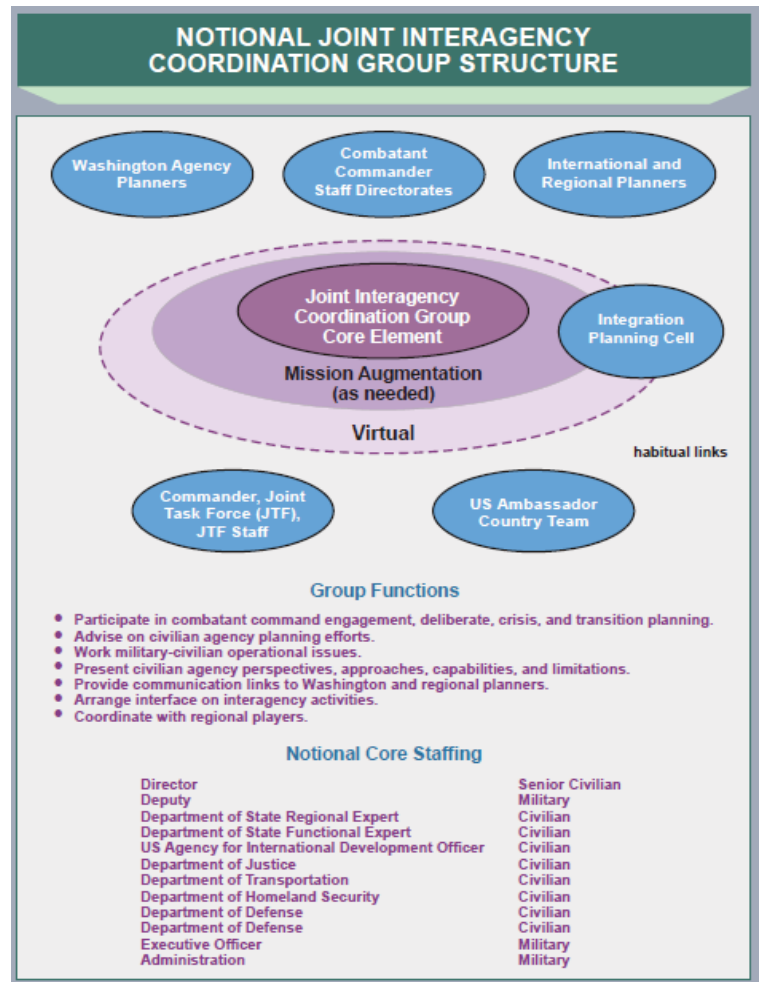 NOTIONAL JOINT INTERAGENCY
COORDINATION GROUP STRUCTURE
Washington Agency
Planners
Combatant
Commander
Staff Directorates
International and
Regional Planners
Joint Interagency
Coordination Group
Core Element
Integration
Planning Cell
Mission Augmentation
(as needed)
Virtual
habitual links
Commander, Joint
Task Force (JTF),
JTF Staff
US Ambassador
Country Team
Group Functions
• Participate in combatant command engagement, deliberate, crisis, and transition planning.
• Advise on civilian agency planning efforts.
• Work military-civilian operational issues.
• Present civilian agency perspectives, approaches, capabilities, and limitations.
• Provide communication links to Washington and regional planners.
• Arrange interface on interagency activities.
• Coordinate with regional players.
Notional Core Staffing
Director Senior Civilian
Deputy Military
Department of State Regional Expert Civilian
Department of State Functional Expert Civilian
US Agency for International Development Officer Civilian
Department of Justice Civilian
Department of Transportation Civilian
Department of Homeland Security Civilian
Department of Defense Civilian
Department of Defense Civilian
Executive Officer Military
Administration Military